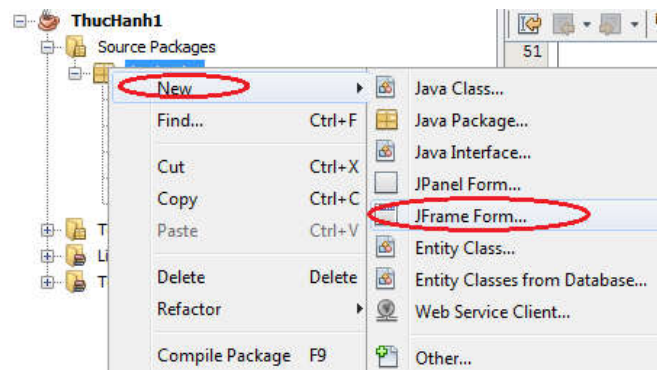 ThucHanh1
Source Packages
51
New
Find... Ctrl+F
Cut Ctrl+X
Copy Ctrl+C
Paste Ctrl+V
Delete Delete
Refactor
Compile Package F9
Java Class...
Java Package...
Java Interface...
JPanel Form...
JFrame Form...
Entity Class...
Entity Classes from Database...
Web Service Client...
Other...
T
Li
T